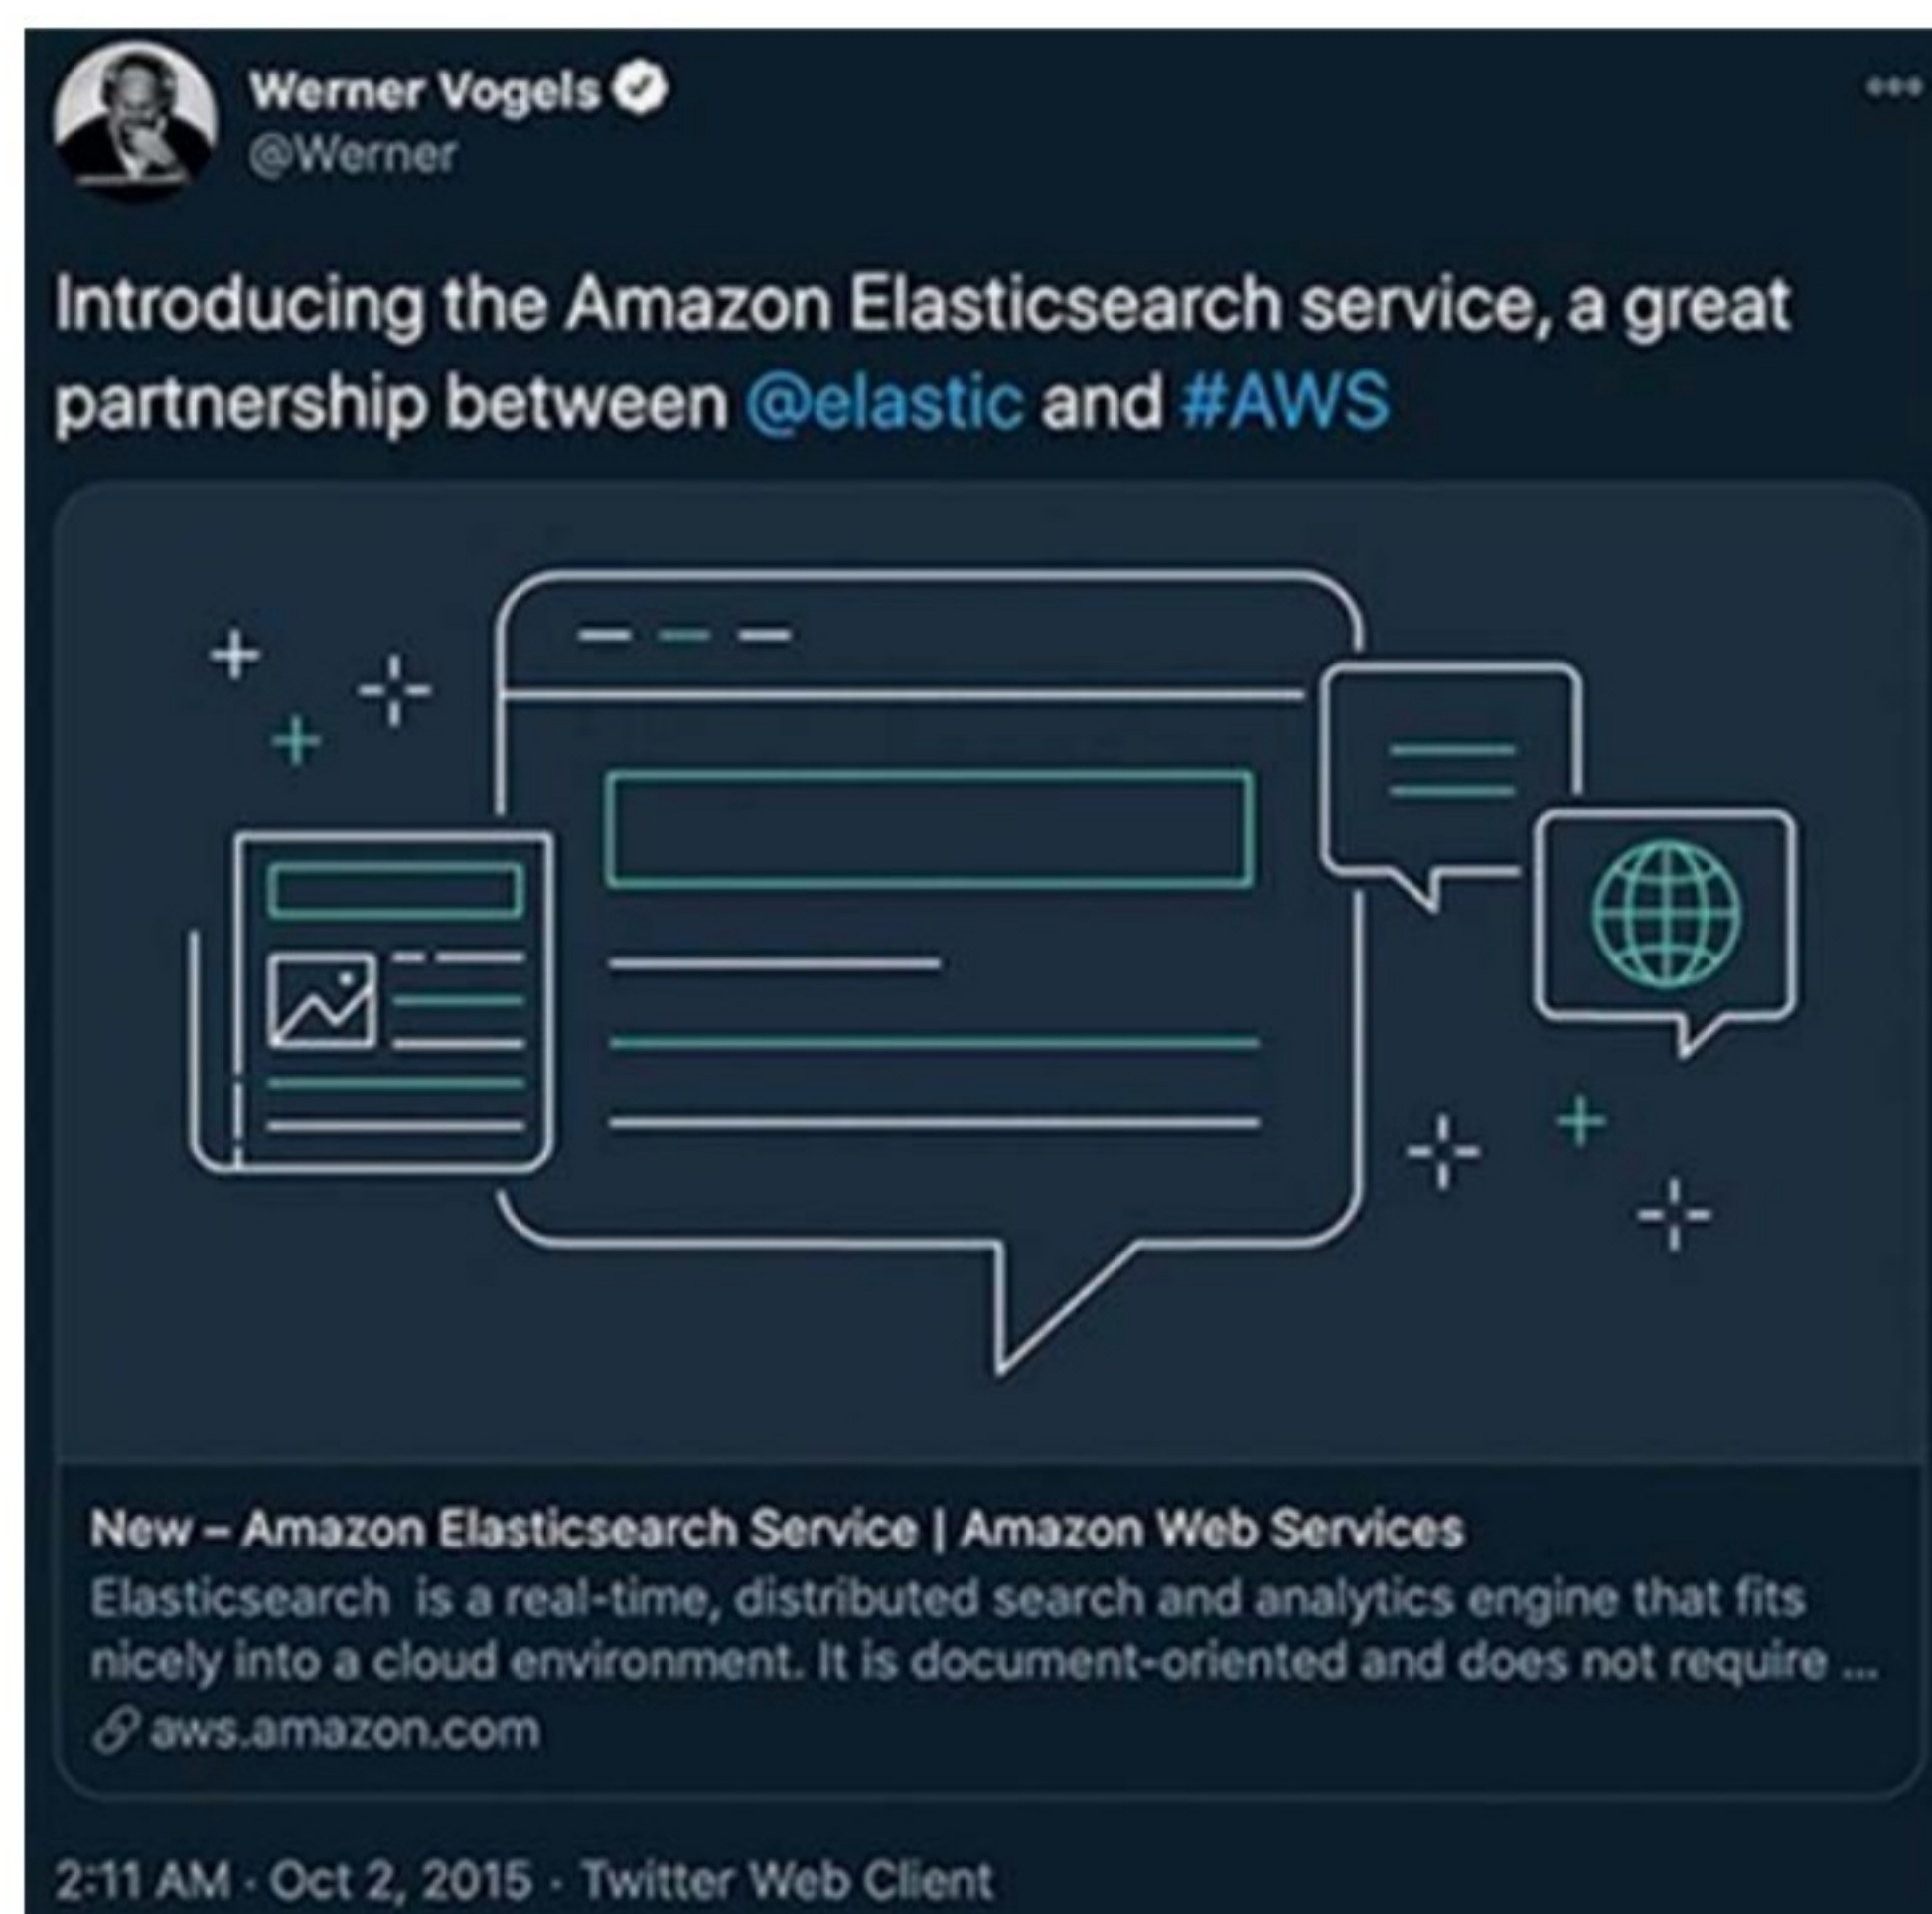 Werner Vogels
@Werner
Introducing the Amazon Elasticsearch service, a great
partnership between @elastic and #AWS
New – Amazon Elasticsearch Service | Amazon Web Services
Elasticsearch is a real-time, distributed search and analytics engine that fits
nicely into a cloud environment. It is document-oriented and does not require ...
aws.amazon.com
2:11 AM · Oct 2, 2015 · Twitter Web Client